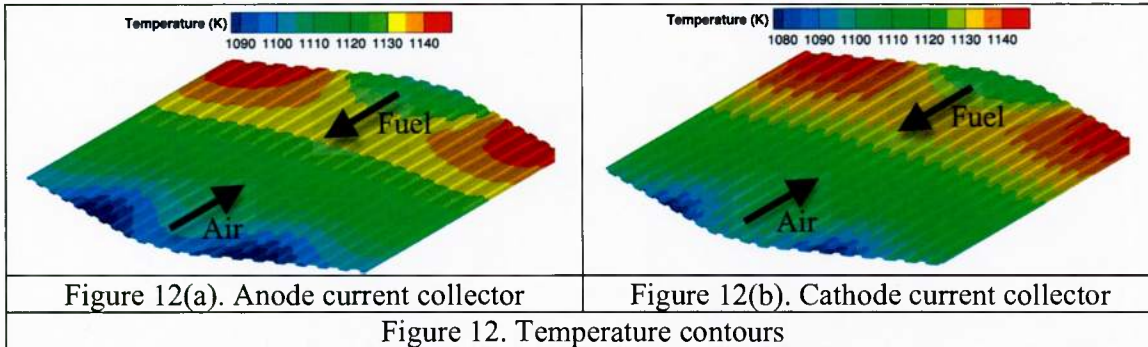 Temperature (K)
1090 1100 1110 1120 1130 1140
Fuel
Air
Temperature (K)
1080 1090 1100 1110 1120 1130 1140
Fuel
Air
Figure 12(a). Anode current collector
Figure 12(b). Cathode current collector
Figure 12. Temperature contours